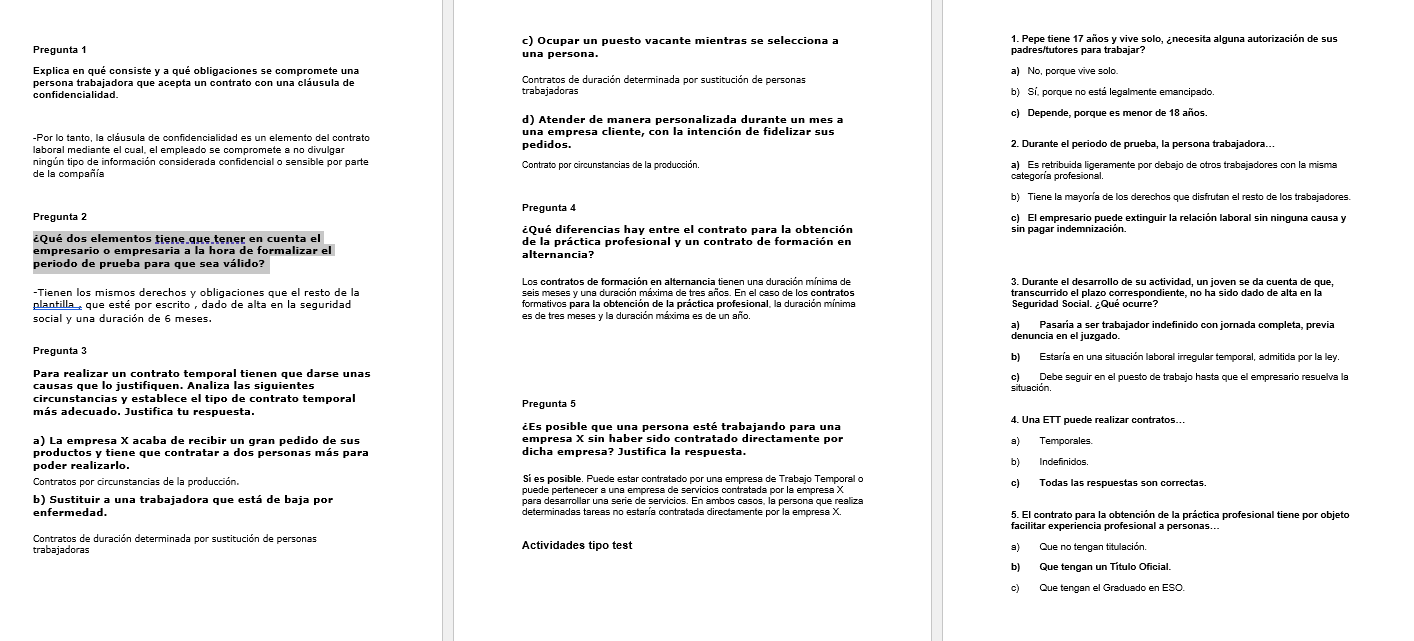 Pregunta 1
Explica en qué consiste y a qué obligaciones se compromete una
persona trabajadora que acepta un contrato con una cláusula de
confidencialidad.
-Por lo tanto, la cláusula de confidencialidad es un elemento del contrato
laboral mediante el cual, el empleado se compromete a no divulgar
ningún tipo de información considerada confidencial o sensible por parte
de la compañía
Pregunta 2
¿Qué dos elementos tiene que tener en cuenta el
empresario o empresaria a la hora de formalizar el
periodo de prueba para que sea válido?
-Tienen los mismos derechos y obligaciones que el resto de la
plantilla , que esté por escrito , dado de alta en la seguridad
social y una duración de 6 meses.
Pregunta 3
Para realizar un contrato temporal tienen que darse unas
causas que lo justifiquen. Analiza las siguientes
circunstancias y establece el tipo de contrato temporal
más adecuado. Justifica tu respuesta.
a) La empresa X acaba de recibir un gran pedido de sus
productos y tiene que contratar a dos personas más para
poder realizarlo.
Contratos por circunstancias de la producción.
b) Sustituir a una trabajadora que está de baja por
enfermedad.
Contratos de duración determinada por sustitución de personas
trabajadoras
c) Ocupar un puesto vacante mientras se selecciona a
una persona.
Contratos de duración determinada por sustitución de personas
trabajadoras
d) Atender de manera personalizada durante un mes a
una empresa cliente, con la intención de fidelizar sus
pedidos.
Contrato por circunstancias de la producción.
Pregunta 4
¿Qué diferencias hay entre el contrato para la obtención
de la práctica profesional y un contrato de formación en
alternancia?
Los contratos de formación en alternancia tienen una duración mínima de
seis meses y una duración máxima de tres años. En el caso de los contratos
formativos para la obtención de la práctica profesional, la duración mínima
es de tres meses y la duración máxima es de un año.
Pregunta 5
¿Es posible que una persona esté trabajando para una
empresa X sin haber sido contratado directamente por
dicha empresa? Justifica la respuesta.
Sí es posible. Puede estar contratado por una empresa de Trabajo Temporal o
puede pertenecer a una empresa de servicios contratada por la empresa X
para desarrollar una serie de servicios. En ambos casos, la persona que realiza
determinadas tareas no estaría contratada directamente por la empresa X.
Actividades tipo test
1. Pepe tiene 17 años y vive solo, ¿necesita alguna autorización de sus
padres/tutores para trabajar?
a) No, porque vive solo.
b) Sí, porque no está legalmente emancipado.
c) Depende, porque es menor de 18 años.
2. Durante el periodo de prueba, la persona trabajadora…
a) Es retribuida ligeramente por debajo de otros trabajadores con la misma
categoría profesional.
b) Tiene la mayoría de los derechos que disfrutan el resto de los trabajadores.
c) El empresario puede extinguir la relación laboral sin ninguna causa y
sin pagar indemnización.
3. Durante el desarrollo de su actividad, un joven se da cuenta de que,
transcurrido el plazo correspondiente, no ha sido dado de alta en la
Seguridad Social. ¿Qué ocurre?
a) Pasaría a ser trabajador indefinido con jornada completa, previa
denuncia en el juzgado.
b) Estaría en una situación laboral irregular temporal, admitida por la ley.
c) Debe seguir en el puesto de trabajo hasta que el empresario resuelva la
situación.
4. Una ETT puede realizar contratos…
a) Temporales.
b) Indefinidos.
c) Todas las respuestas son correctas.
5. El contrato para la obtención de la práctica profesional tiene por objeto
facilitar experiencia profesional a personas…
a) Que no tengan titulación.
b) Que tengan un Título Oficial.
c) Que tengan el Graduado en ESO.